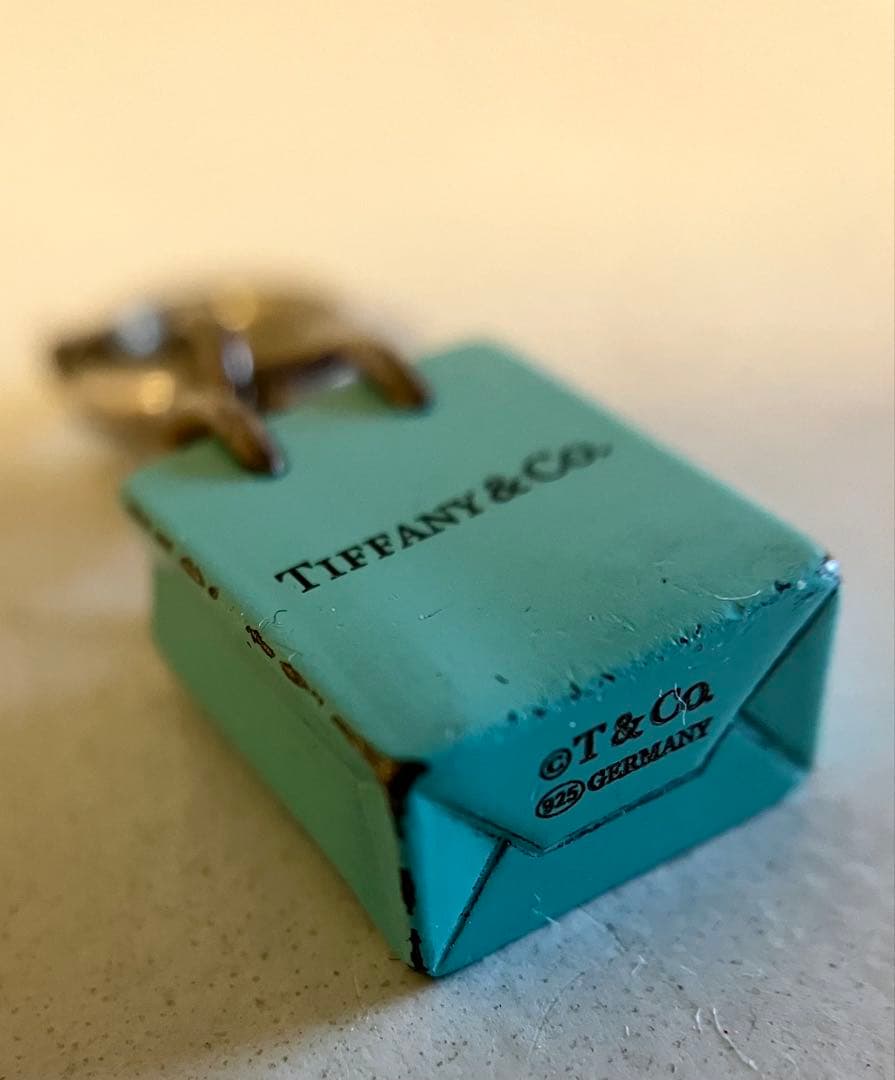 TIFFANY & CO.
©T & CO.
925 GERMANY